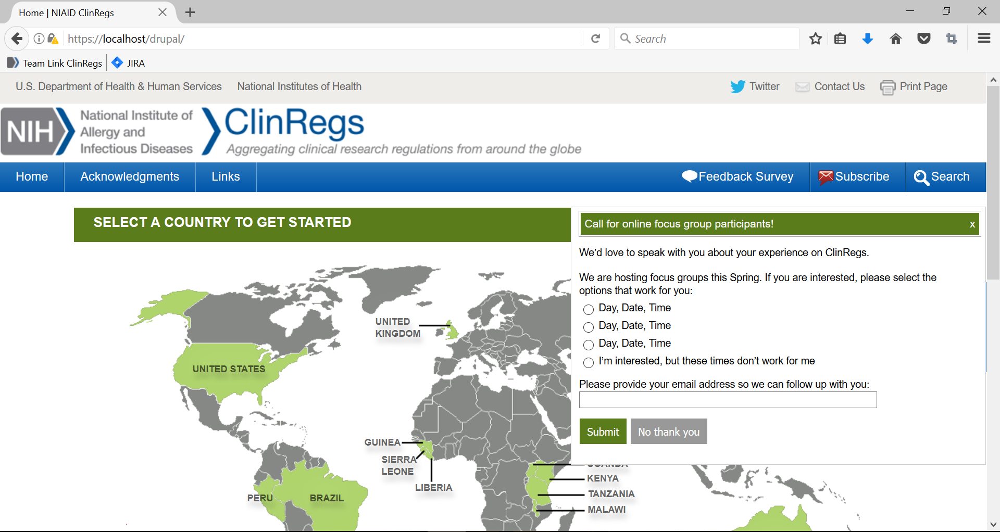 Home | NIAID ClinRegs
https://localhost/drupal/
Search
Team Link ClinRegs
JIRA
U.S. Department of Health & Human Services
National Institutes of Health
Twitter
Contact Us
Print Page
NIH
National Institute of
Allergy and
Infectious Diseases
ClinRegs
Aggregating clinical research regulations from around the globe
Home
Acknowledgments
Links
Feedback Survey
Subscribe
Search
SELECT A COUNTRY TO GET STARTED
Call for online focus group participants!
x
We'd love to speak with you about your experience on ClinRegs.
We are hosting focus groups this Spring. If you are interested, please select the
options that work for you:
Day, Date, Time
Day, Date, Time
Day, Date, Time
I'm interested, but these times don't work for me
Please provide your email address so we can follow up with you:
Submit
No thank you
UNITED
KINGDOM
UNITED STATES
GUINEA
SIERRA
LEONE
LIBERIA
PERU
BRAZIL
UGANDA
KENYA
TANZANIA
MALAWI